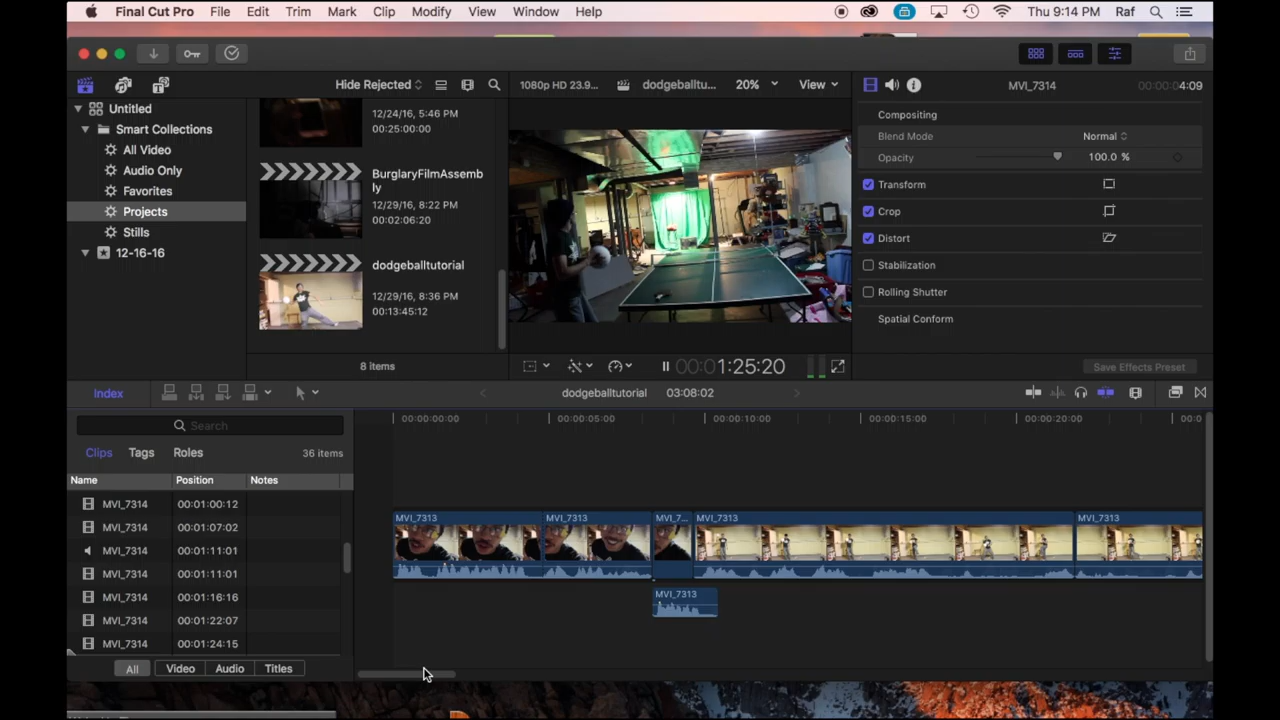 Final Cut Pro File Edit Trim Mark Clip Modify View Window Help Thu 9:14 PM Raf
Hide Rejected 1080p HD 23.9... dodgeballtu... 20% View MVI_7314 00:00:00:4:09
Untitled
Smart Collections
All Video
Audio Only
Favorites
Projects
Stills
12-16-16
12/24/16, 5:46 PM
00:25:00:00
BurglaryFilmAssemb
ly
12/29/16, 8:22 PM
00:02:06:20
dodgeballtutorial
12/29/16, 8:36 PM
00:13:45:12
8 items
00:01:25:20
Compositing
Blend Mode Normal
Opacity 100.0 %
Transform
Crop
Distort
Stabilization
Rolling Shutter
Spatial Conform
Save Effects Preset
Index dodgeballtutorial 03:08:02
Search
Clips Tags Roles 36 items
Name Position Notes
MVI_7314 00:01:00:12
MVI_7314 00:01:07:02
MVI_7314 00:01:11:01
MVI_7314 00:01:11:01
MVI_7314 00:01:16:16
MVI_7314 00:01:22:07
MVI_7314 00:01:24:15
All Video Audio Titles
00:00:00:00 00:00:05:00 00:00:10:00 00:00:15:00 00:00:20:00 00:0
MVI_7313 MVI_7313 MVI_7... MVI_7313 MVI_7313
MVI_7313